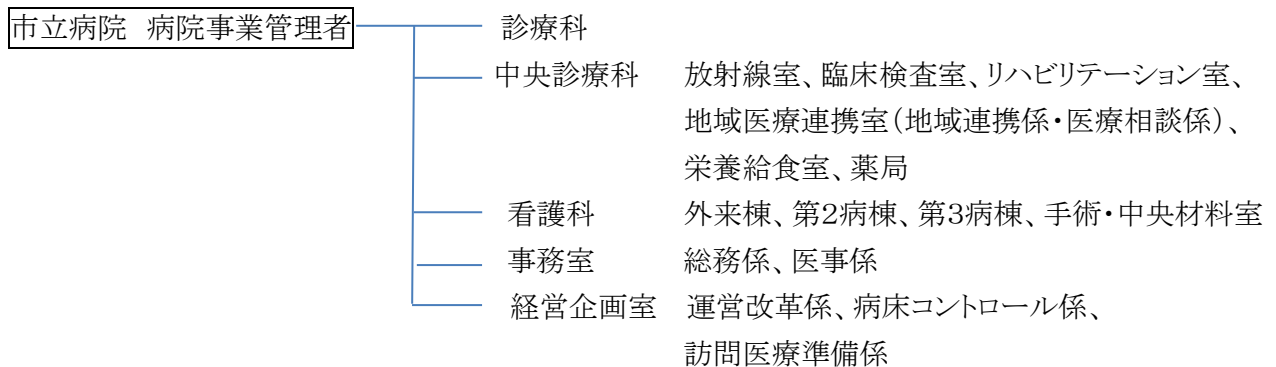 市立病院　病院事業管理者　診療科
中央診療科　放射線室、臨床検査室、リハビリテーション室、
地域医療連携室(地域連携係・医療相談係)、
栄養給食室、薬局
看護科　外来棟、第2病棟、第3病棟、手術・中央材料室
事務室　総務係、医事係
経営企画室　運営改革係、病床コントロール係、
訪問医療準備係